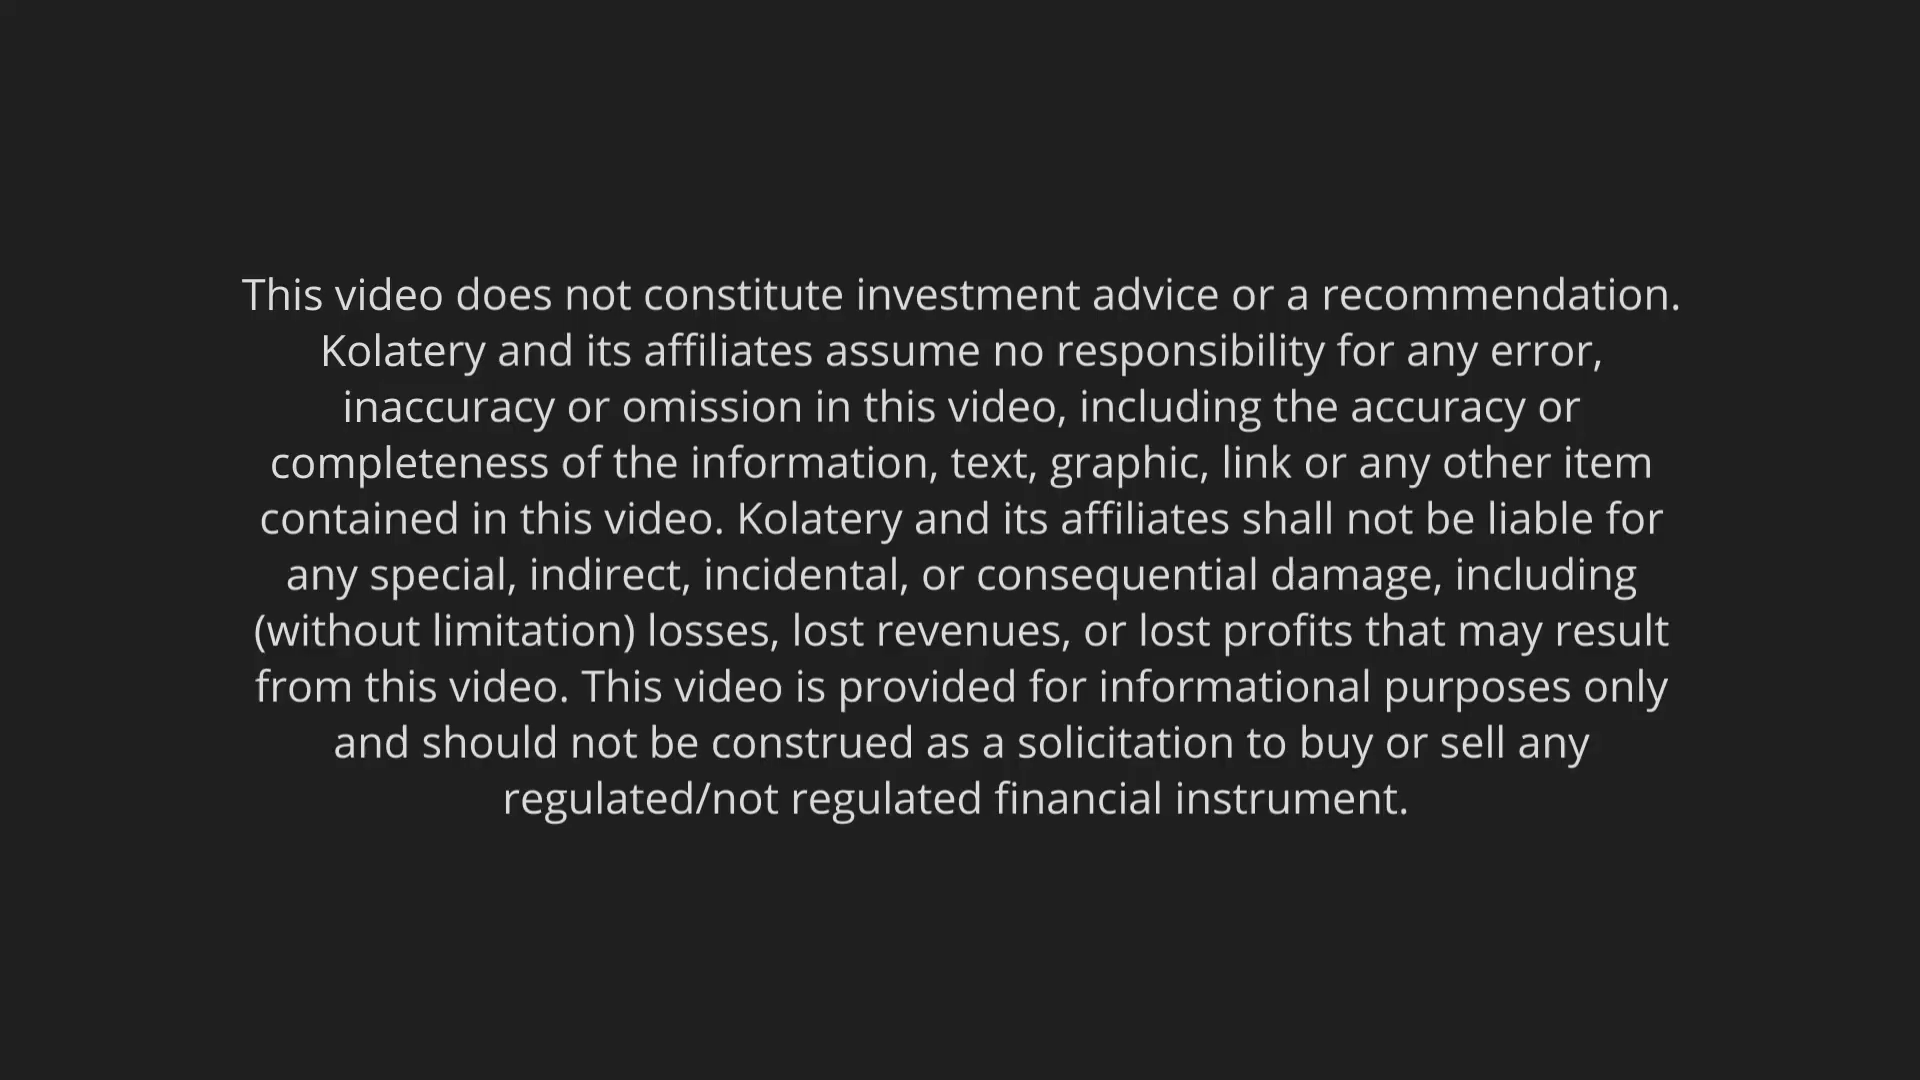 This video does not constitute investment advice or a recommendation.
Kolatery and its affiliates assume no responsibility for any error,
inaccuracy or omission in this video, including the accuracy or
completeness of the information, text, graphic, link or any other item
contained in this video. Kolatery and its affiliates shall not be liable for
any special, indirect, incidental, or consequential damage, including
(without limitation) losses, lost revenues, or lost profits that may result
from this video. This video is provided for informational purposes only
and should not be construed as a solicitation to buy or sell any
regulated/not regulated financial instrument.